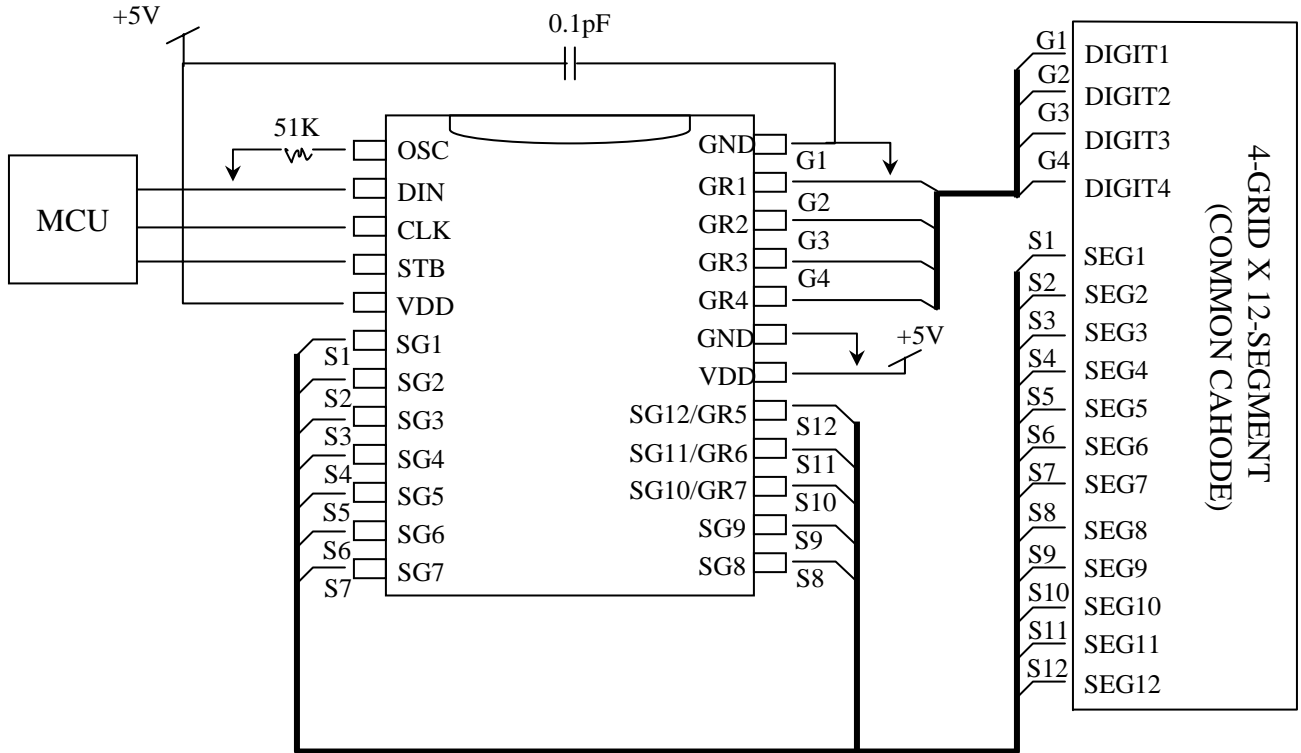 +5V
0.1pF
51K
MCU
OSC
DIN
CLK
STB
VDD
SG1
SG2
SG3
SG4
SG5
SG6
SG7
S1
S2
S3
S4
S5
S6
S7
GND
GR1
GR2
GR3
GR4
GND
VDD
SG12/GR5
SG11/GR6
SG10/GR7
SG9
SG8
G1
G2
G3
G4
+5V
S12
S11
S10
S9
S8
G1
G2
G3
G4
S1
S2
S3
S4
S5
S6
S7
S8
S9
S10
S11
S12
DIGIT1
DIGIT2
DIGIT3
DIGIT4
SEG1
SEG2
SEG3
SEG4
SEG5
SEG6
SEG7
SEG8
SEG9
SEG10
SEG11
SEG12
4-GRID X 12-SEGMENT
(COMMON CAHODE)